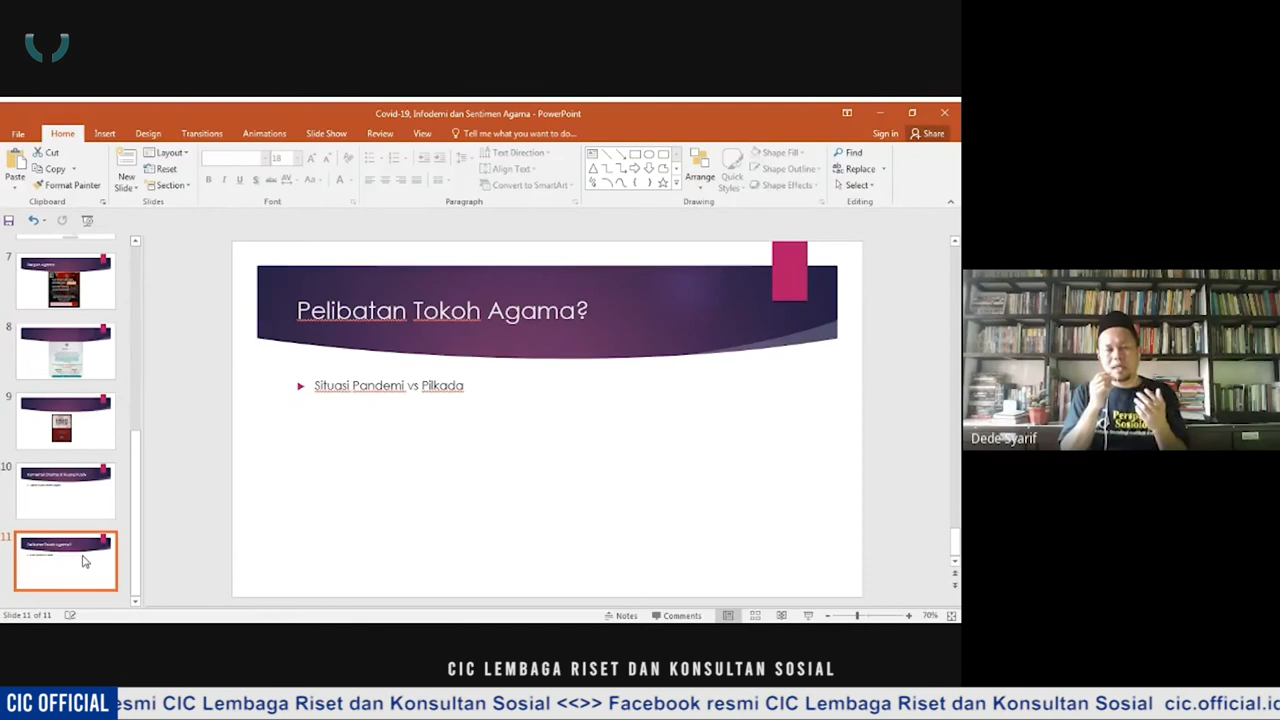 Covid-19, Infodemi dan Sentimen Agama - PowerPoint
File Home Insert Design Transitions Animations Slide Show Review View Tell me what you want to do... Sign in Share
Paste
Cut
Copy
Format Painter
Clipboard
New Slide
Layout
Reset
Section
Slides
18
Font
Text Direction
Align Text
Convert to SmartArt
Paragraph
Arrange
Quick Styles
Shape Fill
Shape Outline
Shape Effects
Drawing
Find
Replace
Select
Editing
7
8
9
10
11
Pelibatan Tokoh Agama?
Situasi Pandemi vs Pilkada
Dede Syarif
Slide 11 of 11
Notes Comments 70%
CIC LEMBAGA RISET DAN KONSULTAN SOSIAL
CIC OFFICIAL esmi CIC Lembaga Riset dan Konsultan Sosial <<>> Facebook resmi CIC Lembaga Riset dan Konsultan Sosial cic.official.id